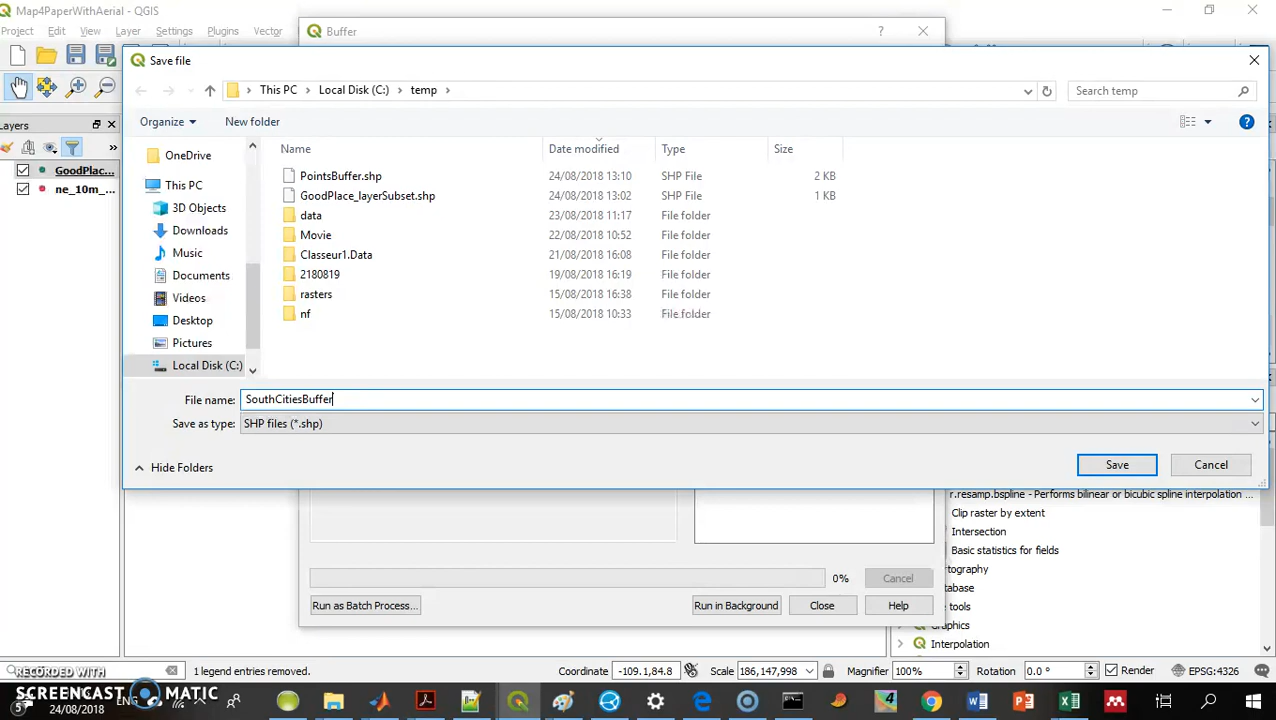 Map4PaperWithAerial - QGIS
Project Edit View Layer Settings Plugins Vector
Buffer
?
Save file
This PC > Local Disk (C:) > temp >
Search temp
Organize New folder
Layers
OneDrive
This PC
3D Objects
Downloads
Music
Documents
Videos
Desktop
Pictures
Local Disk (C:)
GoodPlac...
ne_10m_...
Name Date modified Type Size
PointsBuffer.shp 24/08/2018 13:10 SHP File 2 KB
GoodPlace_layerSubset.shp 24/08/2018 13:02 SHP File 1 KB
data 23/08/2018 11:17 File folder
Movie 22/08/2018 10:52 File folder
Classeur1.Data 21/08/2018 16:08 File folder
2180819 19/08/2018 16:19 File folder
rasters 15/08/2018 16:38 File folder
nf 15/08/2018 10:33 File folder
File name: SouthCitiesBuffer
Save as type: SHP files (*.shp)
Hide Folders
Save Cancel
r.resamp.bspline - Performs bilinear or bicubic spline interpolation ...
Clip raster by extent
Intersection
Basic statistics for fields
tography
tabase
e tools
Graphics
Interpolation
0% Cancel
Run as Batch Process... Run in Background Close Help
1 legend entries removed. Coordinate -109.1,84.8 Scale 186,147,998 Magnifier 100% Rotation 0.0 ° Render EPSG:4326
RECORDED WITH
SCREENCAST MATIC
ENG
24/08/2018